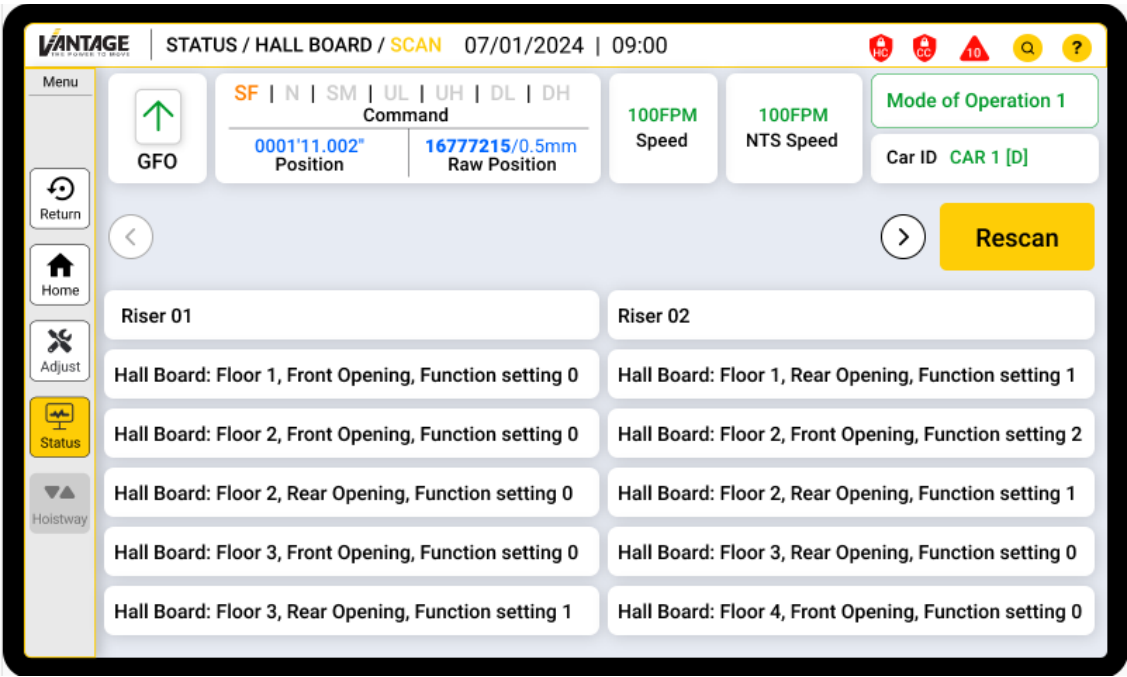 VANTAGE
THE POWER TO MOVE
STATUS / HALL BOARD / SCAN 07/01/2024 | 09:00
HC
CC
10
?
Menu
Return
Home
Adjust
Status
Hoistway
GFO
SF | N | SM | UL | UH | DL | DH
Command
0001'11.002"
Position
16777215/0.5mm
Raw Position
100FPM
Speed
100FPM
NTS Speed
Mode of Operation 1
Car ID CAR 1 [D]
Rescan
Riser 01
Riser 02
Hall Board: Floor 1, Front Opening, Function setting 0
Hall Board: Floor 1, Rear Opening, Function setting 1
Hall Board: Floor 2, Front Opening, Function setting 0
Hall Board: Floor 2, Front Opening, Function setting 2
Hall Board: Floor 2, Rear Opening, Function setting 0
Hall Board: Floor 2, Rear Opening, Function setting 1
Hall Board: Floor 3, Front Opening, Function setting 0
Hall Board: Floor 3, Rear Opening, Function setting 0
Hall Board: Floor 3, Rear Opening, Function setting 1
Hall Board: Floor 4, Front Opening, Function setting 0